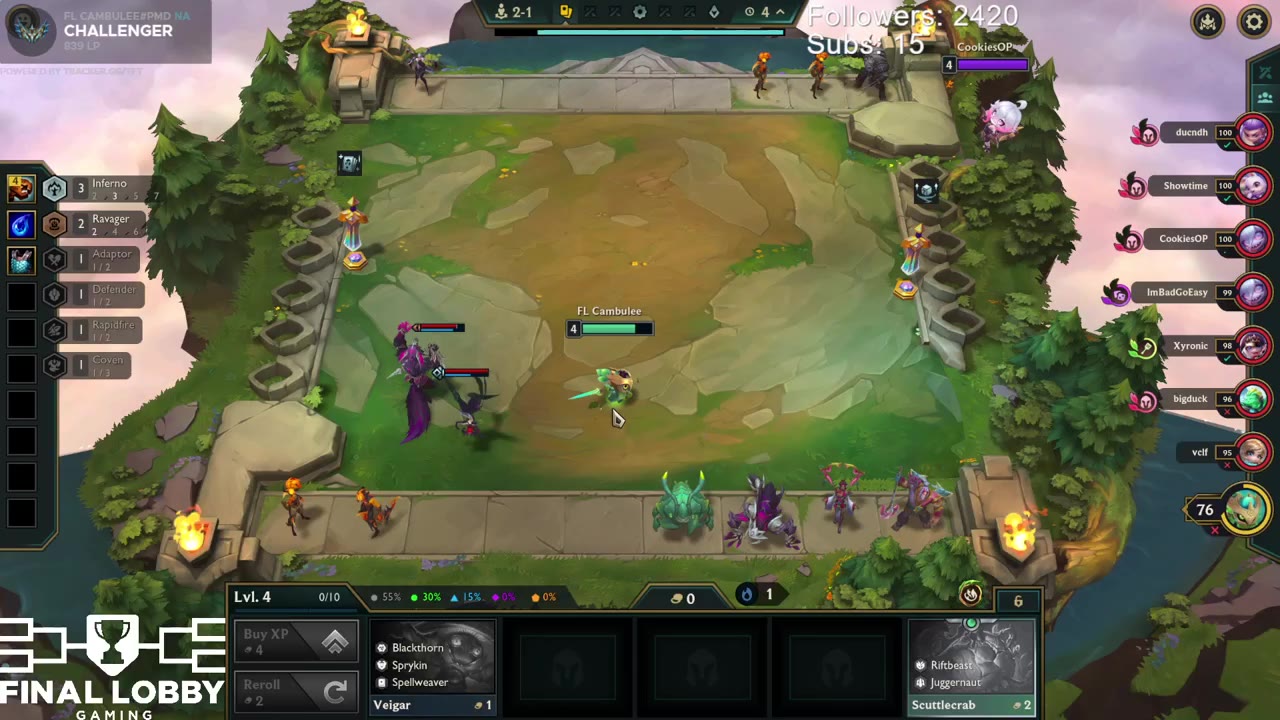 FL CAMBULEE#PMD NA
CHALLENGER
839 LP
POWERED BY TRACKER.GG/TFT
2-1
4
Followers: 2420
Subs: 15
CookiesOP
4
ducndh 100
Showtime 100
CookiesOP 100
ImBadGoEasy 99
Xyronic 98
bigduck 96
vclf 95
76
3 Inferno
2 3 5 7
2 Ravager
2 4 6
1 Adaptor
1 / 2
1 Defender
1 / 2
1 Rapidfire
1 / 2
1 Coven
1 / 3
FL Cambulee
4
Lvl. 4 0/10
55% 30% 15% 0% 0%
0
1
6
Buy XP
4
Reroll
2
Blackthorn
Sprykin
Spellweaver
Veigar 1
Riftbeast
Juggernaut
Scuttlecrab 2
FINAL LOBBY
GAMING